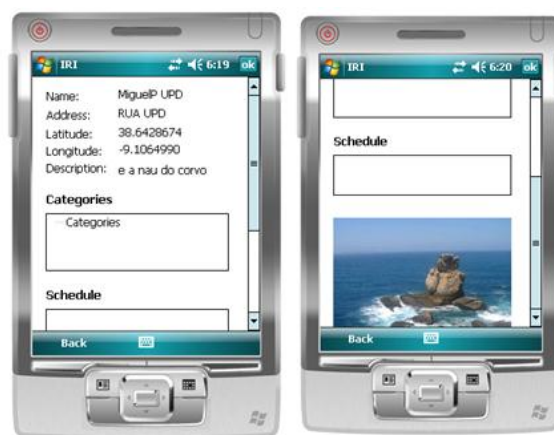 IRI 6:19 ok
Name: MiguelP UPD
Address: RUA UPD
Latitude: 38.6428674
Longitude: -9.1064990
Description: e a nau do corvo
Categories
Categories
Schedule
Back
IRI 6:20 ok
Schedule
Back